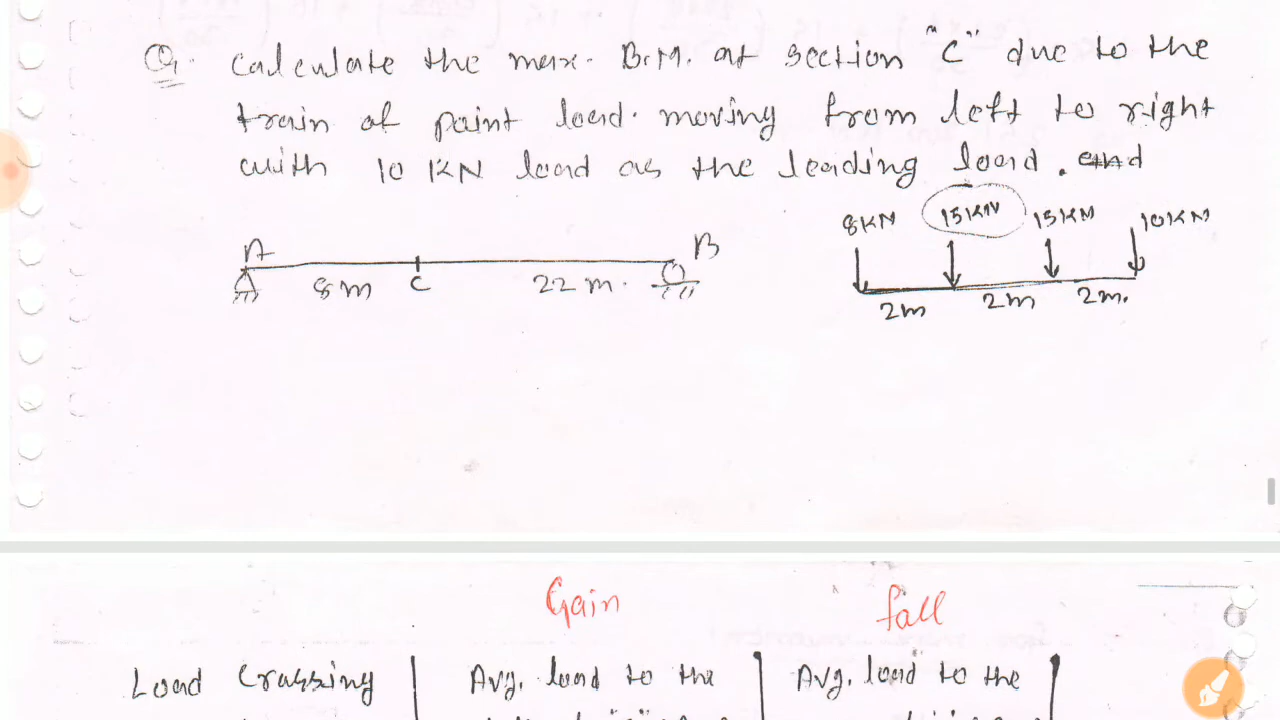 Q. Calculate the max. B.M. at section "C" due to the
train of point load. moving from left to right
with 10 KN load as the leading load. and
8KN 15KN 15KN 10KN
A B
8m C 22 m.
2m 2m 2m.
Gain fall
Load Crossing Avg. load to the Avg. load to the